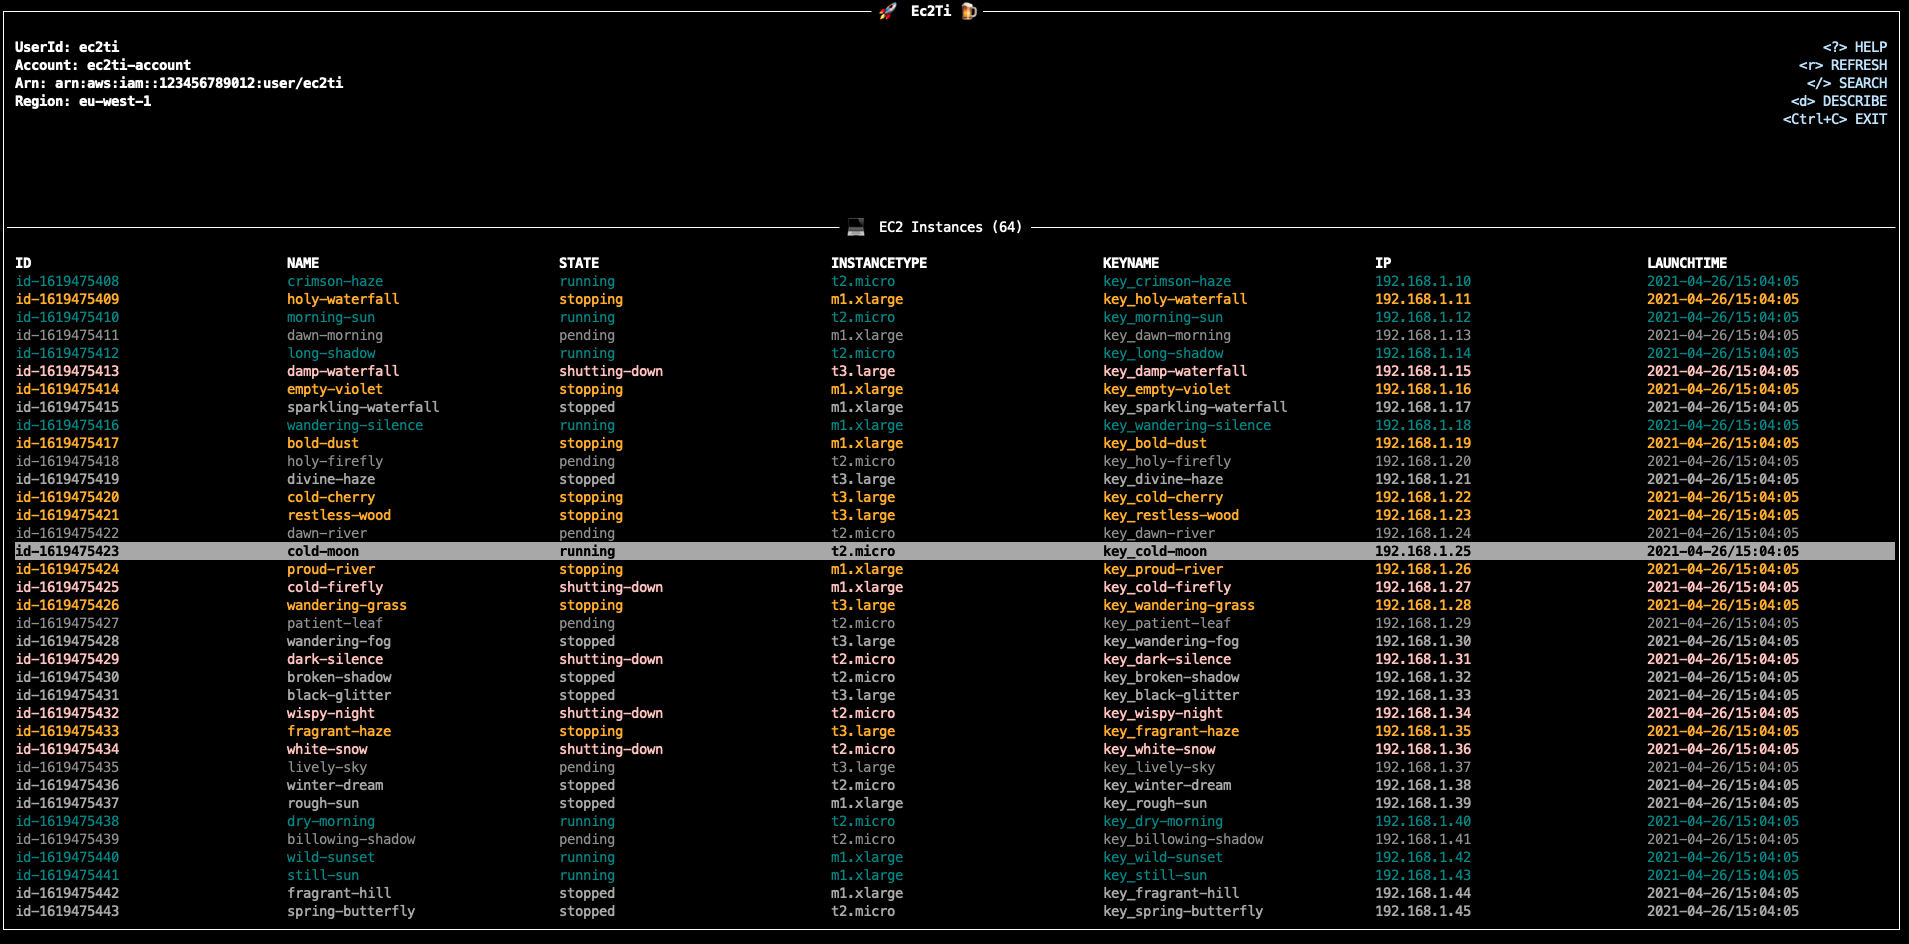 🚀 Ec2Ti 🍺
UserId: ec2ti
Account: ec2ti-account
Arn: arn:aws:iam::123456789012:user/ec2ti
Region: eu-west-1
<?> HELP
<r> REFRESH
</> SEARCH
<d> DESCRIBE
<Ctrl+C> EXIT
💻 EC2 Instances (64)
ID NAME STATE INSTANCETYPE KEYNAME IP LAUNCHTIME
id-1619475408 crimson-haze running t2.micro key_crimson-haze 192.168.1.10 2021-04-26/15:04:05
id-1619475409 holy-waterfall stopping m1.xlarge key_holy-waterfall 192.168.1.11 2021-04-26/15:04:05
id-1619475410 morning-sun running t2.micro key_morning-sun 192.168.1.12 2021-04-26/15:04:05
id-1619475411 dawn-morning pending m1.xlarge key_dawn-morning 192.168.1.13 2021-04-26/15:04:05
id-1619475412 long-shadow running t2.micro key_long-shadow 192.168.1.14 2021-04-26/15:04:05
id-1619475413 damp-waterfall shutting-down t3.large key_damp-waterfall 192.168.1.15 2021-04-26/15:04:05
id-1619475414 empty-violet stopping m1.xlarge key_empty-violet 192.168.1.16 2021-04-26/15:04:05
id-1619475415 sparkling-waterfall stopped m1.xlarge key_sparkling-waterfall 192.168.1.17 2021-04-26/15:04:05
id-1619475416 wandering-silence running m1.xlarge key_wandering-silence 192.168.1.18 2021-04-26/15:04:05
id-1619475417 bold-dust stopping m1.xlarge key_bold-dust 192.168.1.19 2021-04-26/15:04:05
id-1619475418 holy-firefly pending t2.micro key_holy-firefly 192.168.1.20 2021-04-26/15:04:05
id-1619475419 divine-haze stopped t3.large key_divine-haze 192.168.1.21 2021-04-26/15:04:05
id-1619475420 cold-cherry stopping t3.large key_cold-cherry 192.168.1.22 2021-04-26/15:04:05
id-1619475421 restless-wood stopping t3.large key_restless-wood 192.168.1.23 2021-04-26/15:04:05
id-1619475422 dawn-river pending t2.micro key_dawn-river 192.168.1.24 2021-04-26/15:04:05
id-1619475423 cold-moon running t2.micro key_cold-moon 192.168.1.25 2021-04-26/15:04:05
id-1619475424 proud-river stopping m1.xlarge key_proud-river 192.168.1.26 2021-04-26/15:04:05
id-1619475425 cold-firefly shutting-down m1.xlarge key_cold-firefly 192.168.1.27 2021-04-26/15:04:05
id-1619475426 wandering-grass stopping t3.large key_wandering-grass 192.168.1.28 2021-04-26/15:04:05
id-1619475427 patient-leaf pending t2.micro key_patient-leaf 192.168.1.29 2021-04-26/15:04:05
id-1619475428 wandering-fog stopped t3.large key_wandering-fog 192.168.1.30 2021-04-26/15:04:05
id-1619475429 dark-silence shutting-down t2.micro key_dark-silence 192.168.1.31 2021-04-26/15:04:05
id-1619475430 broken-shadow stopped t2.micro key_broken-shadow 192.168.1.32 2021-04-26/15:04:05
id-1619475431 black-glitter stopped t3.large key_black-glitter 192.168.1.33 2021-04-26/15:04:05
id-1619475432 wispy-night shutting-down t2.micro key_wispy-night 192.168.1.34 2021-04-26/15:04:05
id-1619475433 fragrant-haze stopping t3.large key_fragrant-haze 192.168.1.35 2021-04-26/15:04:05
id-1619475434 white-snow shutting-down t2.micro key_white-snow 192.168.1.36 2021-04-26/15:04:05
id-1619475435 lively-sky pending t3.large key_lively-sky 192.168.1.37 2021-04-26/15:04:05
id-1619475436 winter-dream stopped t2.micro key_winter-dream 192.168.1.38 2021-04-26/15:04:05
id-1619475437 rough-sun stopped m1.xlarge key_rough-sun 192.168.1.39 2021-04-26/15:04:05
id-1619475438 dry-morning running t2.micro key_dry-morning 192.168.1.40 2021-04-26/15:04:05
id-1619475439 billowing-shadow pending t2.micro key_billowing-shadow 192.168.1.41 2021-04-26/15:04:05
id-1619475440 wild-sunset running m1.xlarge key_wild-sunset 192.168.1.42 2021-04-26/15:04:05
id-1619475441 still-sun running m1.xlarge key_still-sun 192.168.1.43 2021-04-26/15:04:05
id-1619475442 fragrant-hill stopped m1.xlarge key_fragrant-hill 192.168.1.44 2021-04-26/15:04:05
id-1619475443 spring-butterfly stopped t2.micro key_spring-butterfly 192.168.1.45 2021-04-26/15:04:05